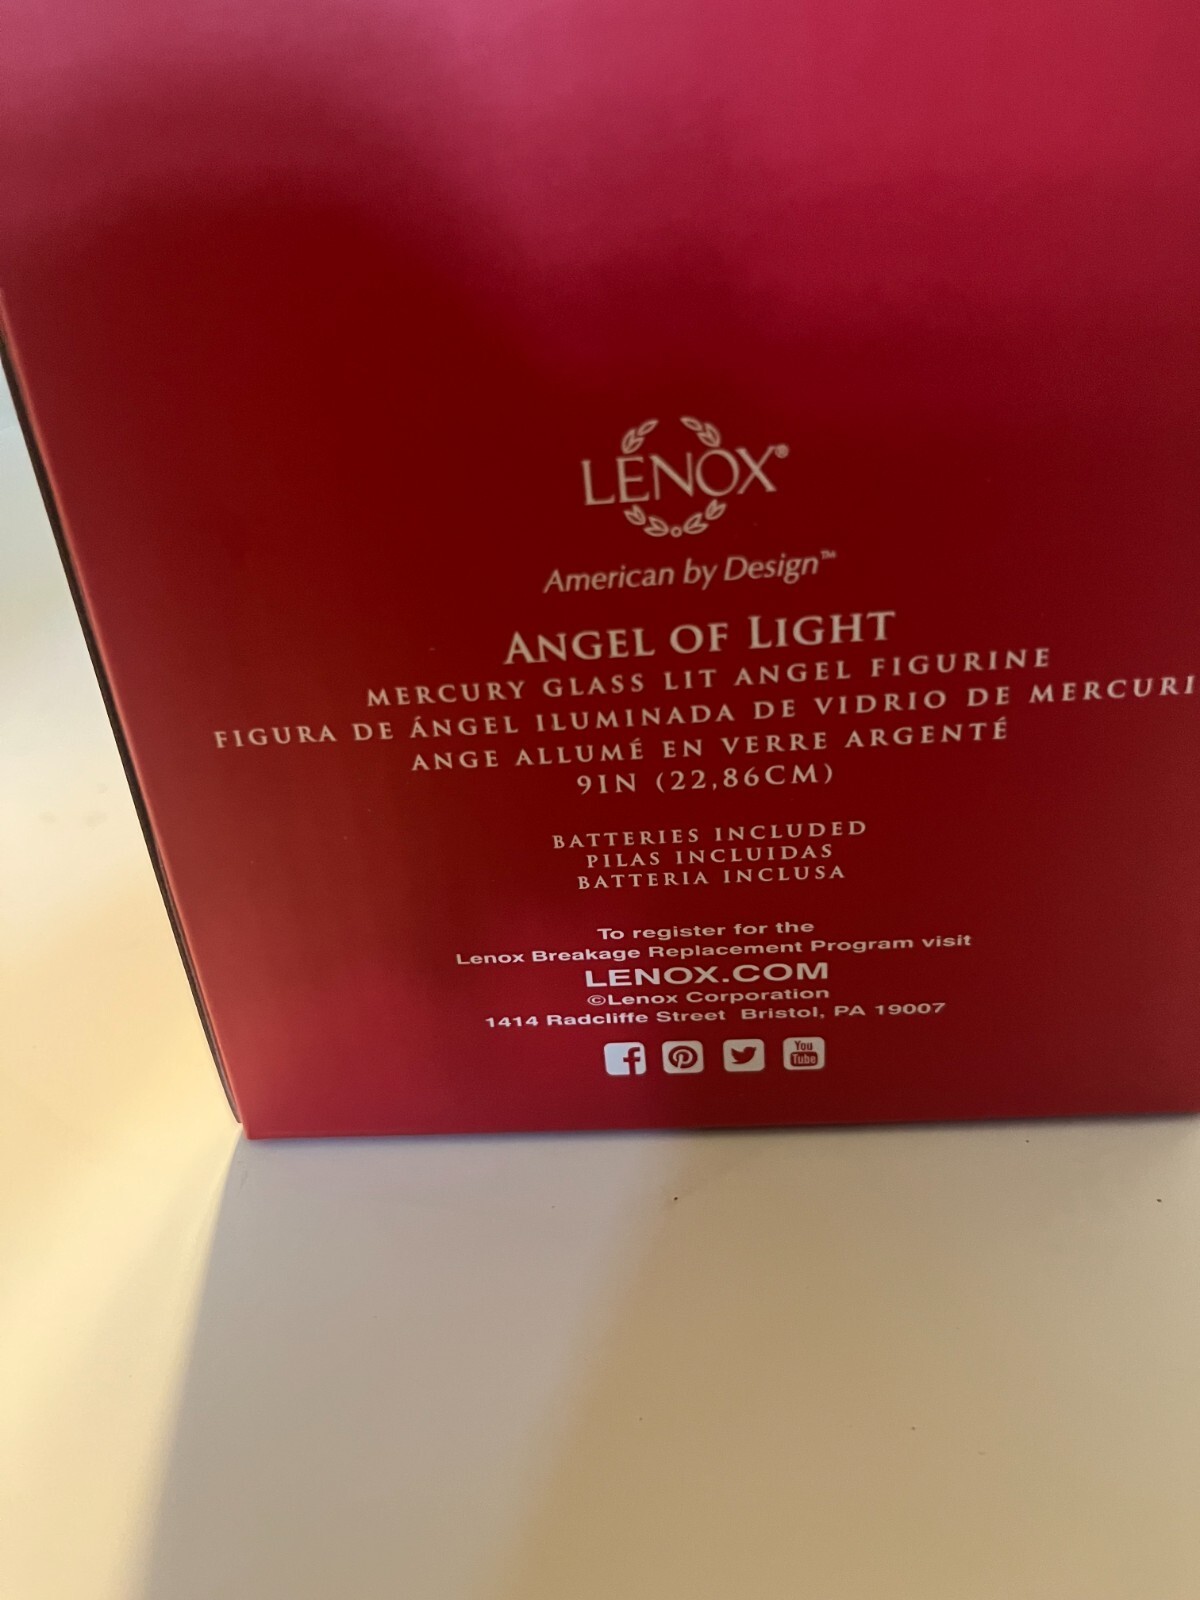 LENOX®
American by Design™
ANGEL OF LIGHT
MERCURY GLASS LIT ANGEL FIGURINE
FIGURA DE ÁNGEL ILUMINADA DE VIDRIO DE MERCURI
ANGE ALLUMÉ EN VERRE ARGENTÉ
9IN (22,86CM)
BATTERIES INCLUDED
PILAS INCLUIDAS
BATTERIA INCLUSA
To register for the
Lenox Breakage Replacement Program visit
LENOX.COM
©Lenox Corporation
1414 Radcliffe Street Bristol, PA 19007
You
Tube